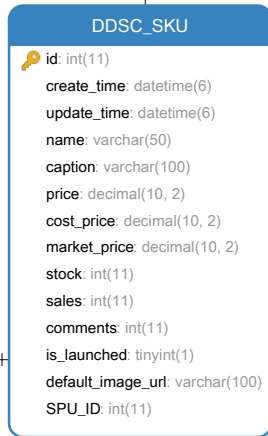 DDSC_SKU
id: int(11)
create_time: datetime(6)
update_time: datetime(6)
name: varchar(50)
caption: varchar(100)
price: decimal(10, 2)
cost_price: decimal(10, 2)
market_price: decimal(10, 2)
stock: int(11)
sales: int(11)
comments: int(11)
is_launched: tinyint(1)
default_image_url: varchar(100)
SPU_ID: int(11)